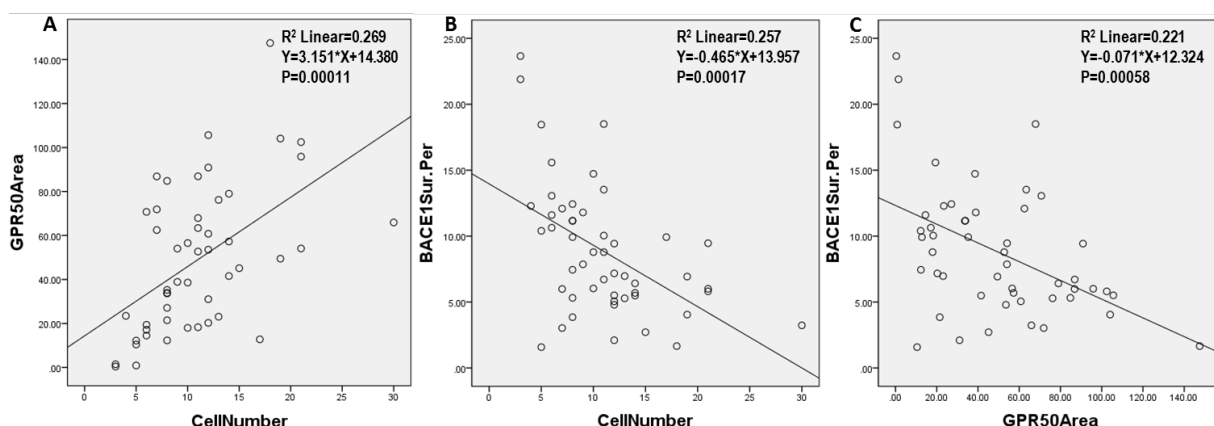 A
R² Linear=0.269
Y=3.151*X+14.380
P=0.00011
140.00
120.00
100.00
80.00
60.00
40.00
20.00
.00
GPR50Area
0 5 10 15 20 25 30
CellNumber
B
R² Linear=0.257
Y=-0.465*X+13.957
P=0.00017
25.00
20.00
15.00
10.00
5.00
.00
BACE1Sur.Per
0 5 10 15 20 25 30
CellNumber
C
R² Linear=0.221
Y=-0.071*X+12.324
P=0.00058
25.00
20.00
15.00
10.00
5.00
.00
BACE1Sur.Per
.00 20.00 40.00 60.00 80.00 100.00 120.00 140.00
GPR50Area